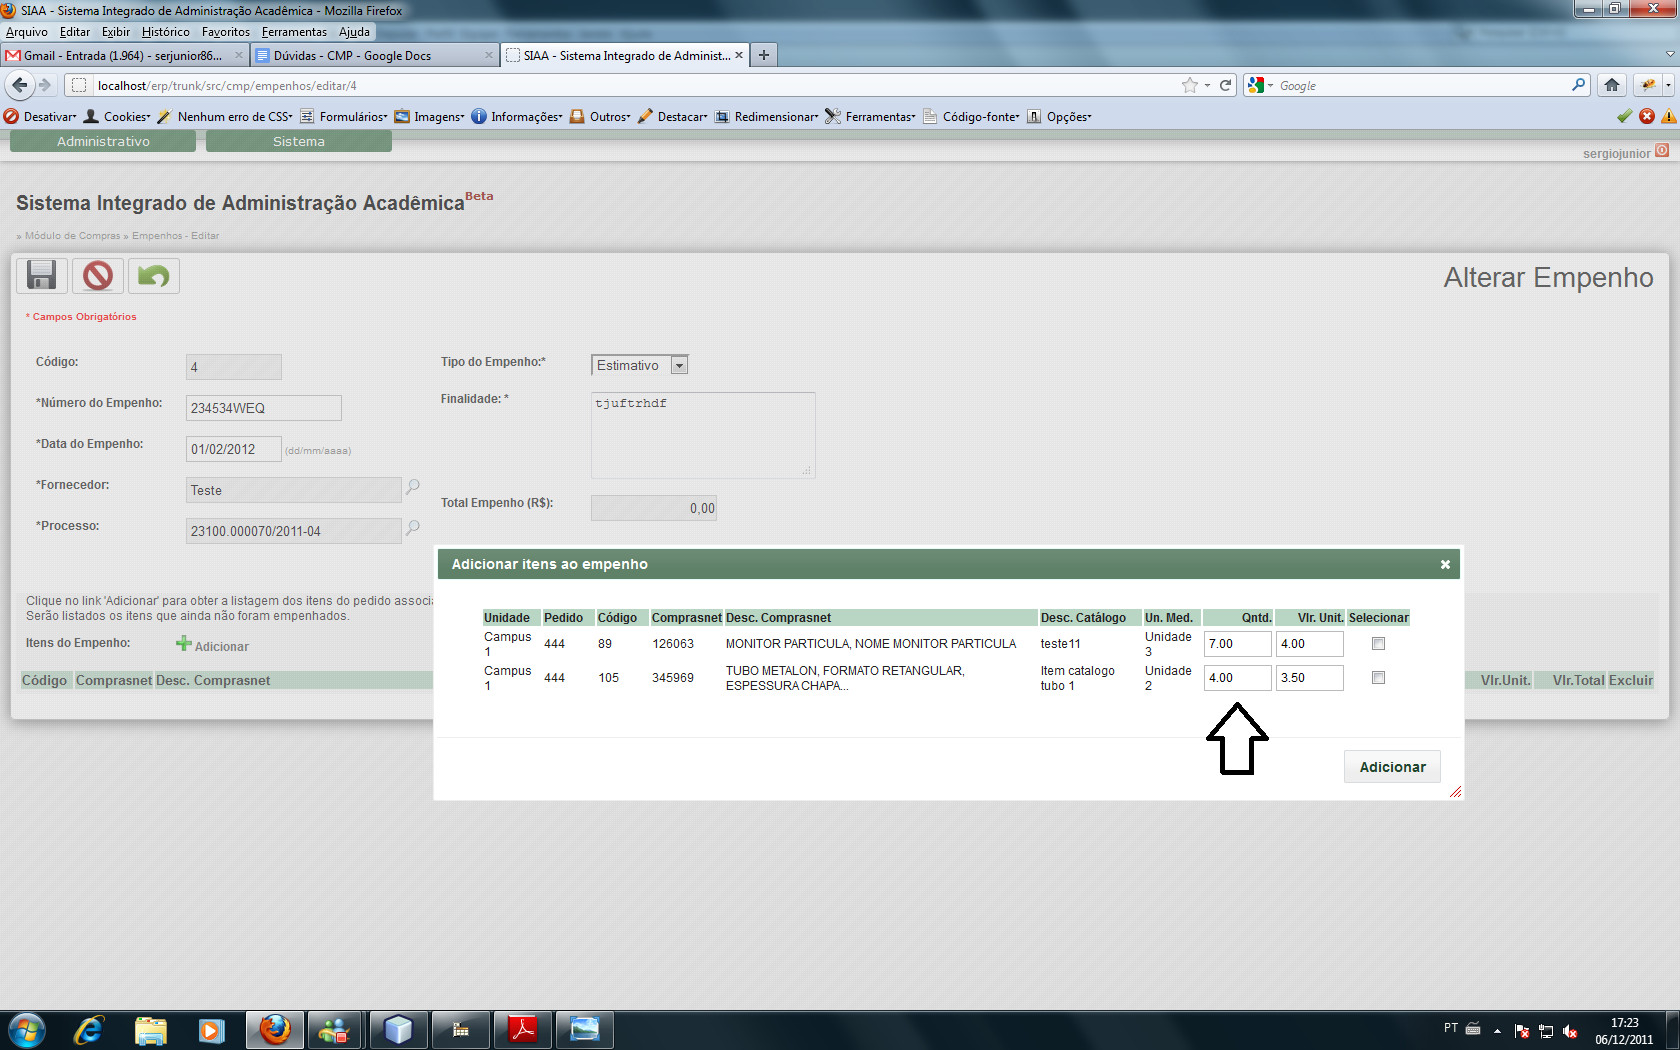 SIAA - Sistema Integrado de Administração Acadêmica - Mozilla Firefox
Arquivo Editar Exibir Histórico Favoritos Ferramentas Ajuda
Gmail - Entrada (1.964) - serjunior86... Dúvidas - CMP - Google Docs SIAA - Sistema Integrado de Administ...
localhost/erp/trunk/src/cmp/empenhos/editar/4 Google
Desativar Cookies Nenhum erro de CSS Formulários Imagens Informações Outros Destacar Redimensionar Ferramentas Código-fonte Opções
Administrativo Sistema
sergiojunior
Sistema Integrado de Administração Acadêmica Beta
» Módulo de Compras » Empenhos - Editar
Alterar Empenho
* Campos Obrigatórios
Código: 4 Tipo do Empenho:* Estimativo
*Número do Empenho: 234534WEQ Finalidade: * tjuftrhdf
*Data do Empenho: 01/02/2012 (dd/mm/aaaa)
*Fornecedor: Teste Total Empenho (R$): 0,00
*Processo: 23100.000070/2011-04
Clique no link 'Adicionar' para obter a listagem dos itens do pedido associa
Serão listados os itens que ainda não foram empenhados.
Itens do Empenho: Adicionar
Código Comprasnet Desc. Comprasnet Vlr.Unit. Vlr.Total Excluir
Adicionar itens ao empenho
Unidade Pedido Código Comprasnet Desc. Comprasnet Desc. Catálogo Un. Med. Qntd. Vlr. Unit. Selecionar
Campus 1 444 89 126063 MONITOR PARTICULA, NOME MONITOR PARTICULA teste11 Unidade 3 7.00 4.00
Campus 1 444 105 345969 TUBO METALON, FORMATO RETANGULAR, ESPESSURA CHAPA... Item catalogo tubo 1 Unidade 2 4.00 3.50
Adicionar
PT
17:23
06/12/2011